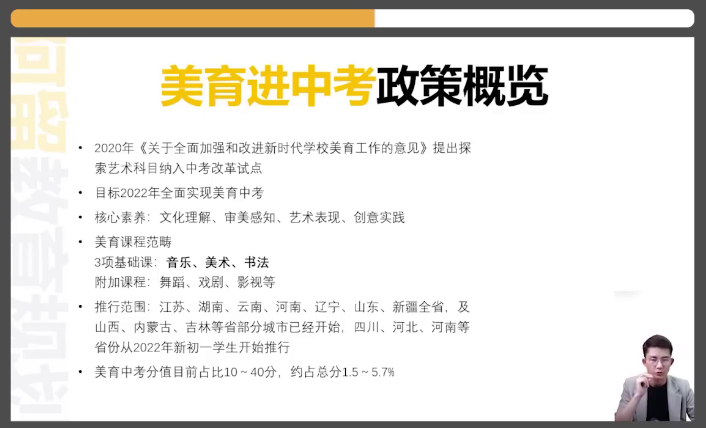 美育进中考政策概览
• 2020年《关于全面加强和改进新时代学校美育工作的意见》提出探
索艺术科目纳入中考改革试点
• 目标2022年全面实现美育中考
• 核心素养：文化理解、审美感知、艺术表现、创意实践
• 美育课程范畴
3项基础课：音乐、美术、书法
附加课程：舞蹈、戏剧、影视等
• 推行范围：江苏、湖南、云南、河南、辽宁、山东、新疆全省，及
山西、内蒙古、吉林等省部分城市已经开始，四川、河北、河南等
省份从2022年新初一学生开始推行
• 美育中考分值目前占比10～40分，约占总分1.5～5.7%